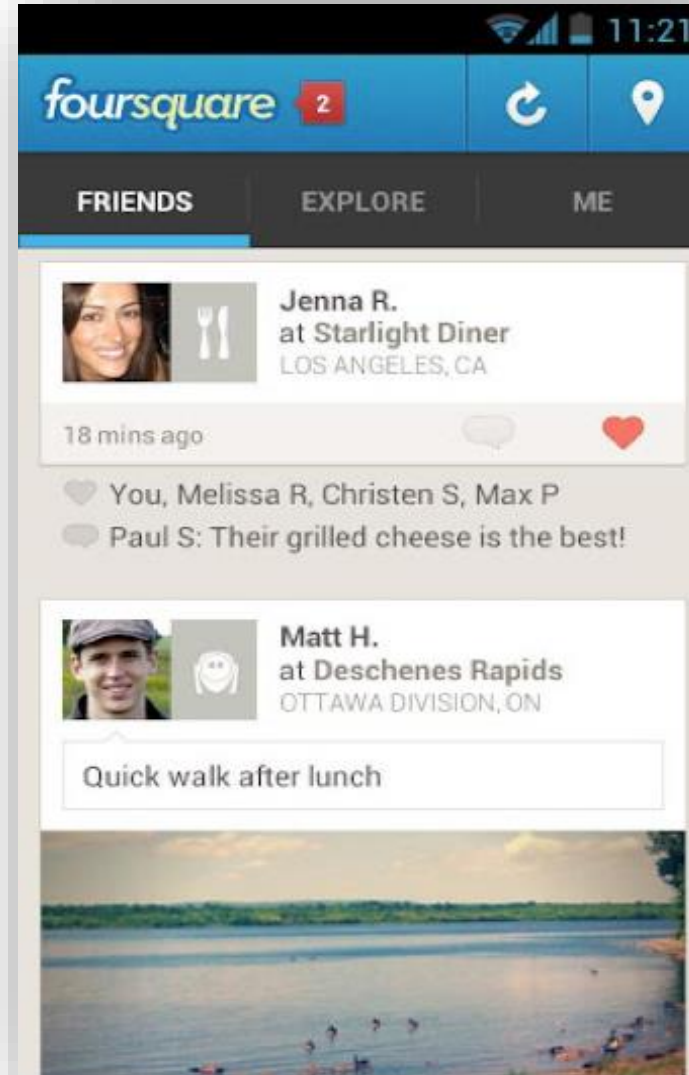 11:21
foursquare 2
FRIENDS EXPLORE ME
Jenna R.
at Starlight Diner
LOS ANGELES, CA
18 mins ago
You, Melissa R, Christen S, Max P
Paul S: Their grilled cheese is the best!
Matt H.
at Deschenes Rapids
OTTAWA DIVISION, ON
Quick walk after lunch